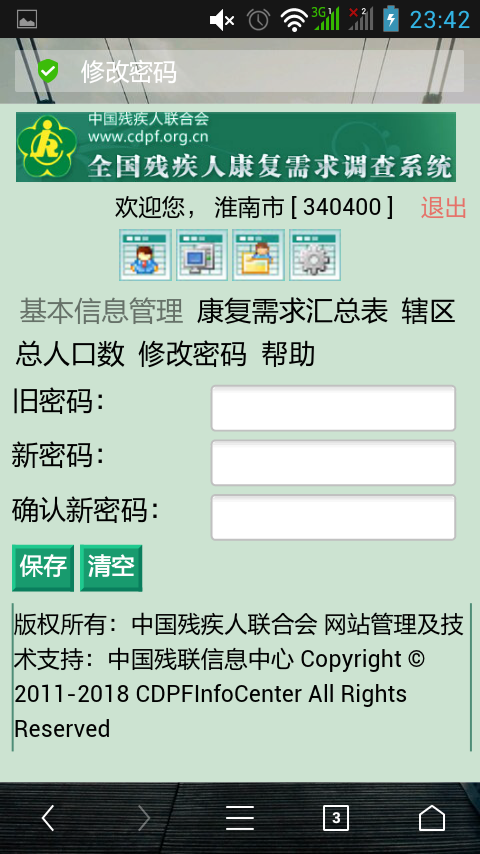 3G 1 2 23:42
修改密码
中国残疾人联合会
www.cdpf.org.cn
全国残疾人康复需求调查系统
欢迎您， 淮南市 [ 340400 ] 退出
基本信息管理 康复需求汇总表 辖区
总人口数 修改密码 帮助
旧密码：
新密码：
确认新密码：
保存 清空
版权所有：中国残疾人联合会 网站管理及技
术支持：中国残联信息中心 Copyright ©
2011-2018 CDPFInfoCenter All Rights
Reserved
3